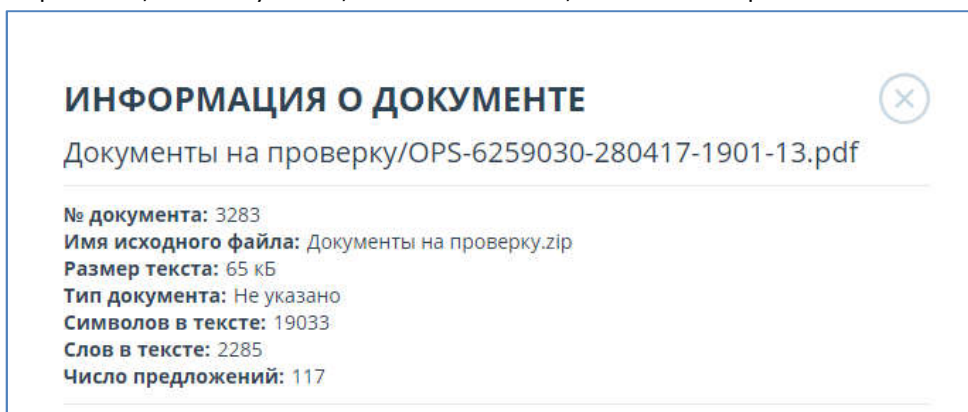 ИНФОРМАЦИЯ О ДОКУМЕНТЕ
Документы на проверку/OPS-6259030-280417-1901-13.pdf
№ документа: 3283
Имя исходного файла: Документы на проверку.zip
Размер текста: 65 кБ
Тип документа: Не указано
Символов в тексте: 19033
Слов в тексте: 2285
Число предложений: 117